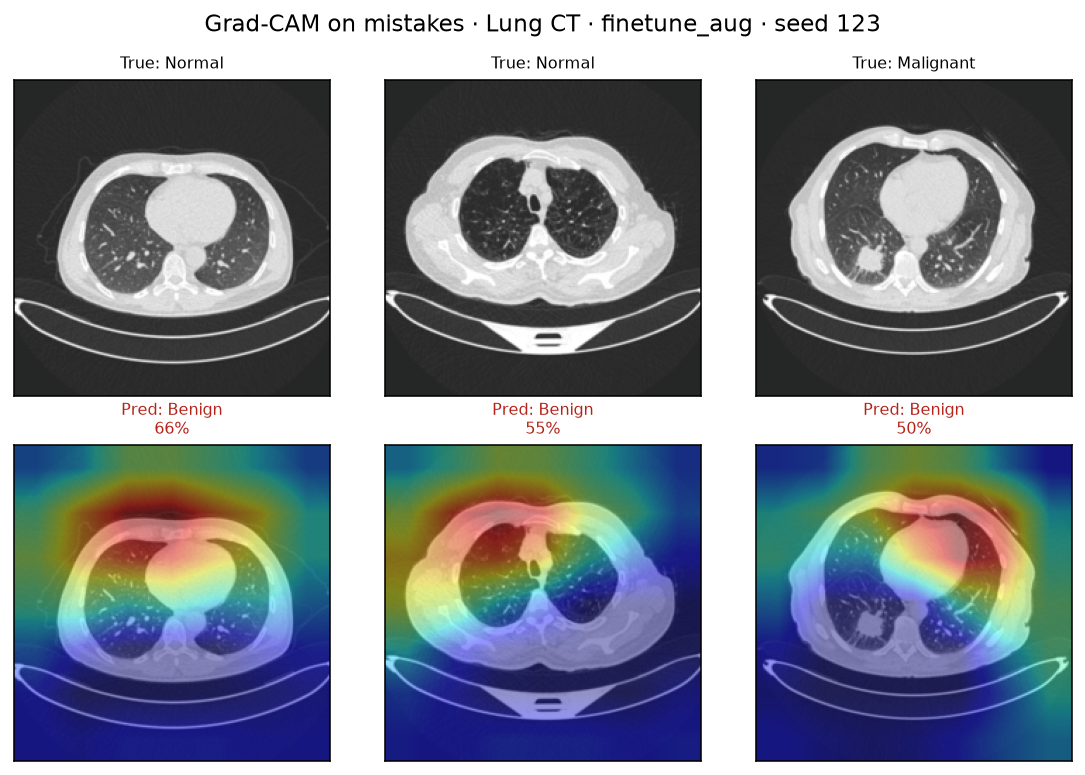 Grad-CAM on mistakes · Lung CT · finetune_aug · seed 123
True: Normal
True: Normal
True: Malignant
Pred: Benign
66%
Pred: Benign
55%
Pred: Benign
50%